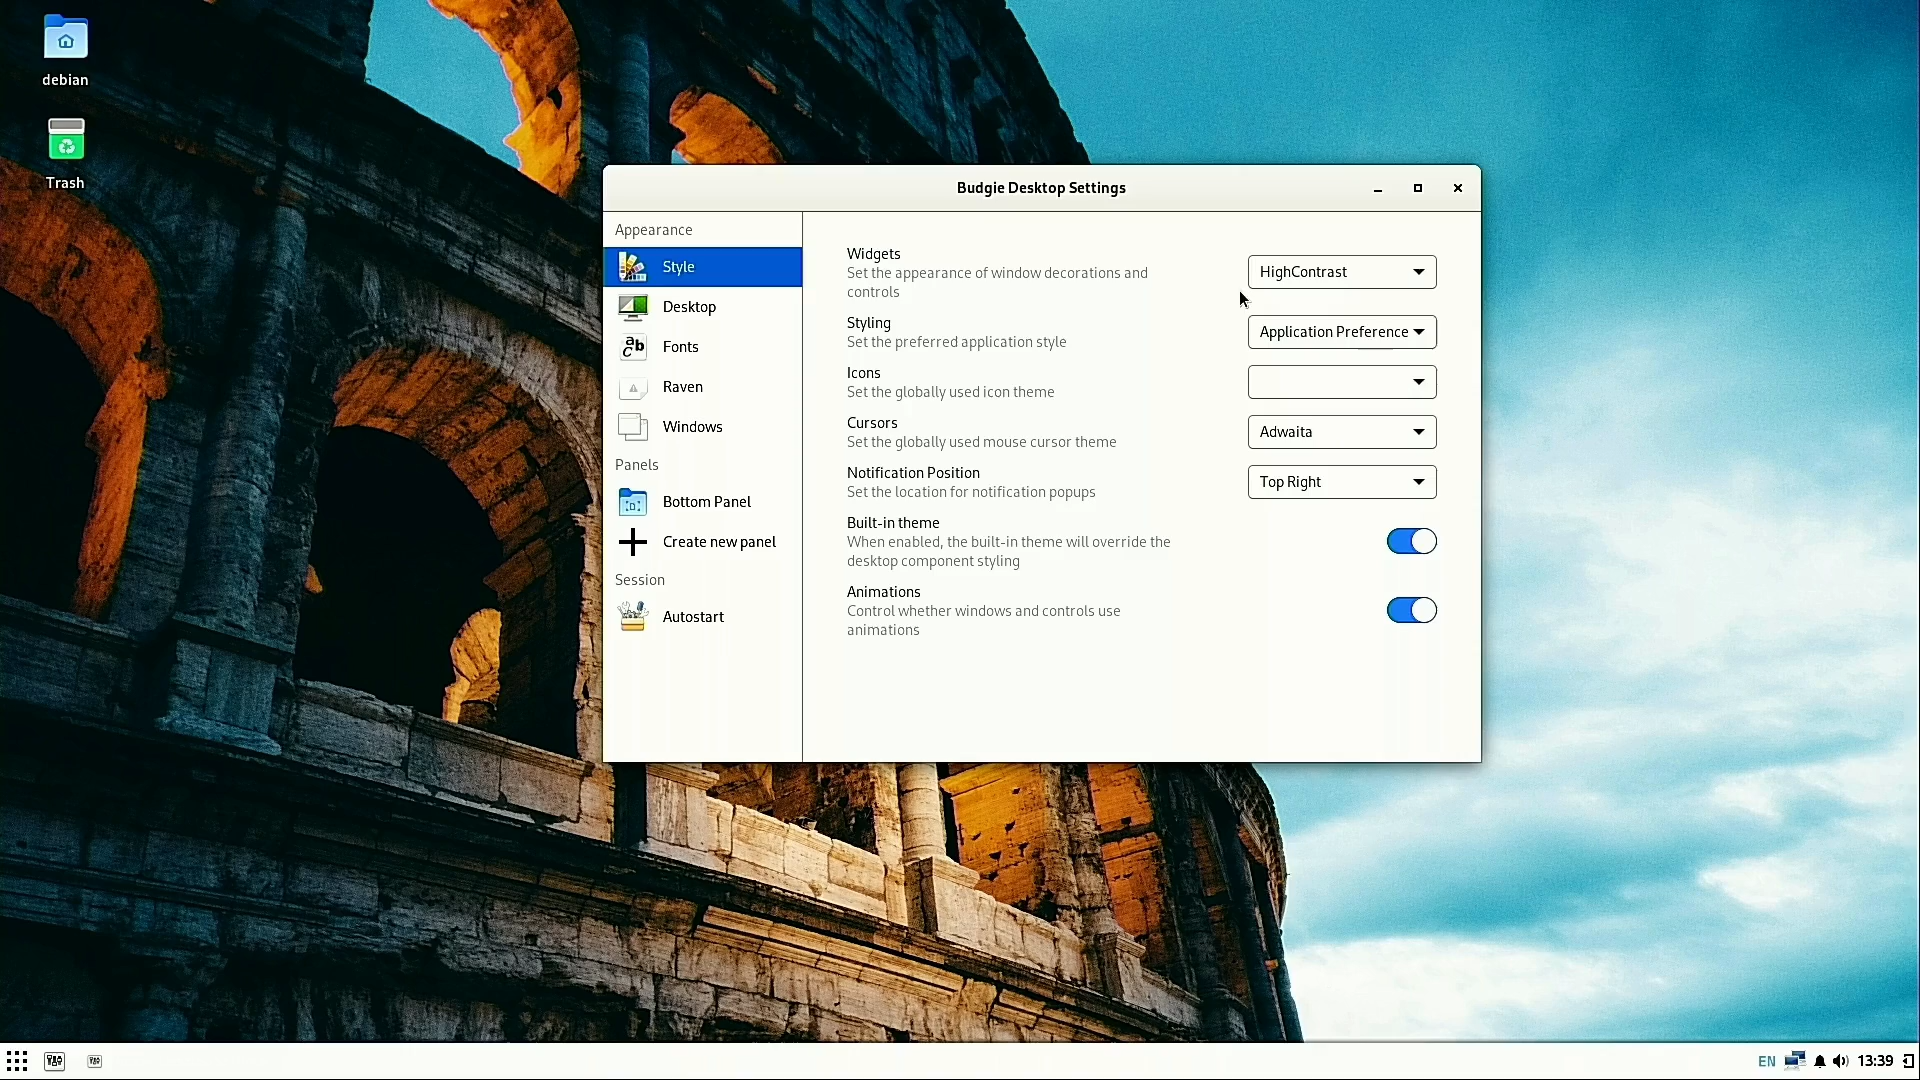 debian
Trash
Budgie Desktop Settings
Appearance
Style
Desktop
Fonts
Raven
Windows
Panels
Bottom Panel
Create new panel
Session
Autostart
Widgets
Set the appearance of window decorations and
controls
HighContrast
Styling
Set the preferred application style
Application Preference
Icons
Set the globally used icon theme
Cursors
Set the globally used mouse cursor theme
Adwaita
Notification Position
Set the location for notification popups
Top Right
Built-in theme
When enabled, the built-in theme will override the
desktop component styling
Animations
Control whether windows and controls use
animations
EN
13:39